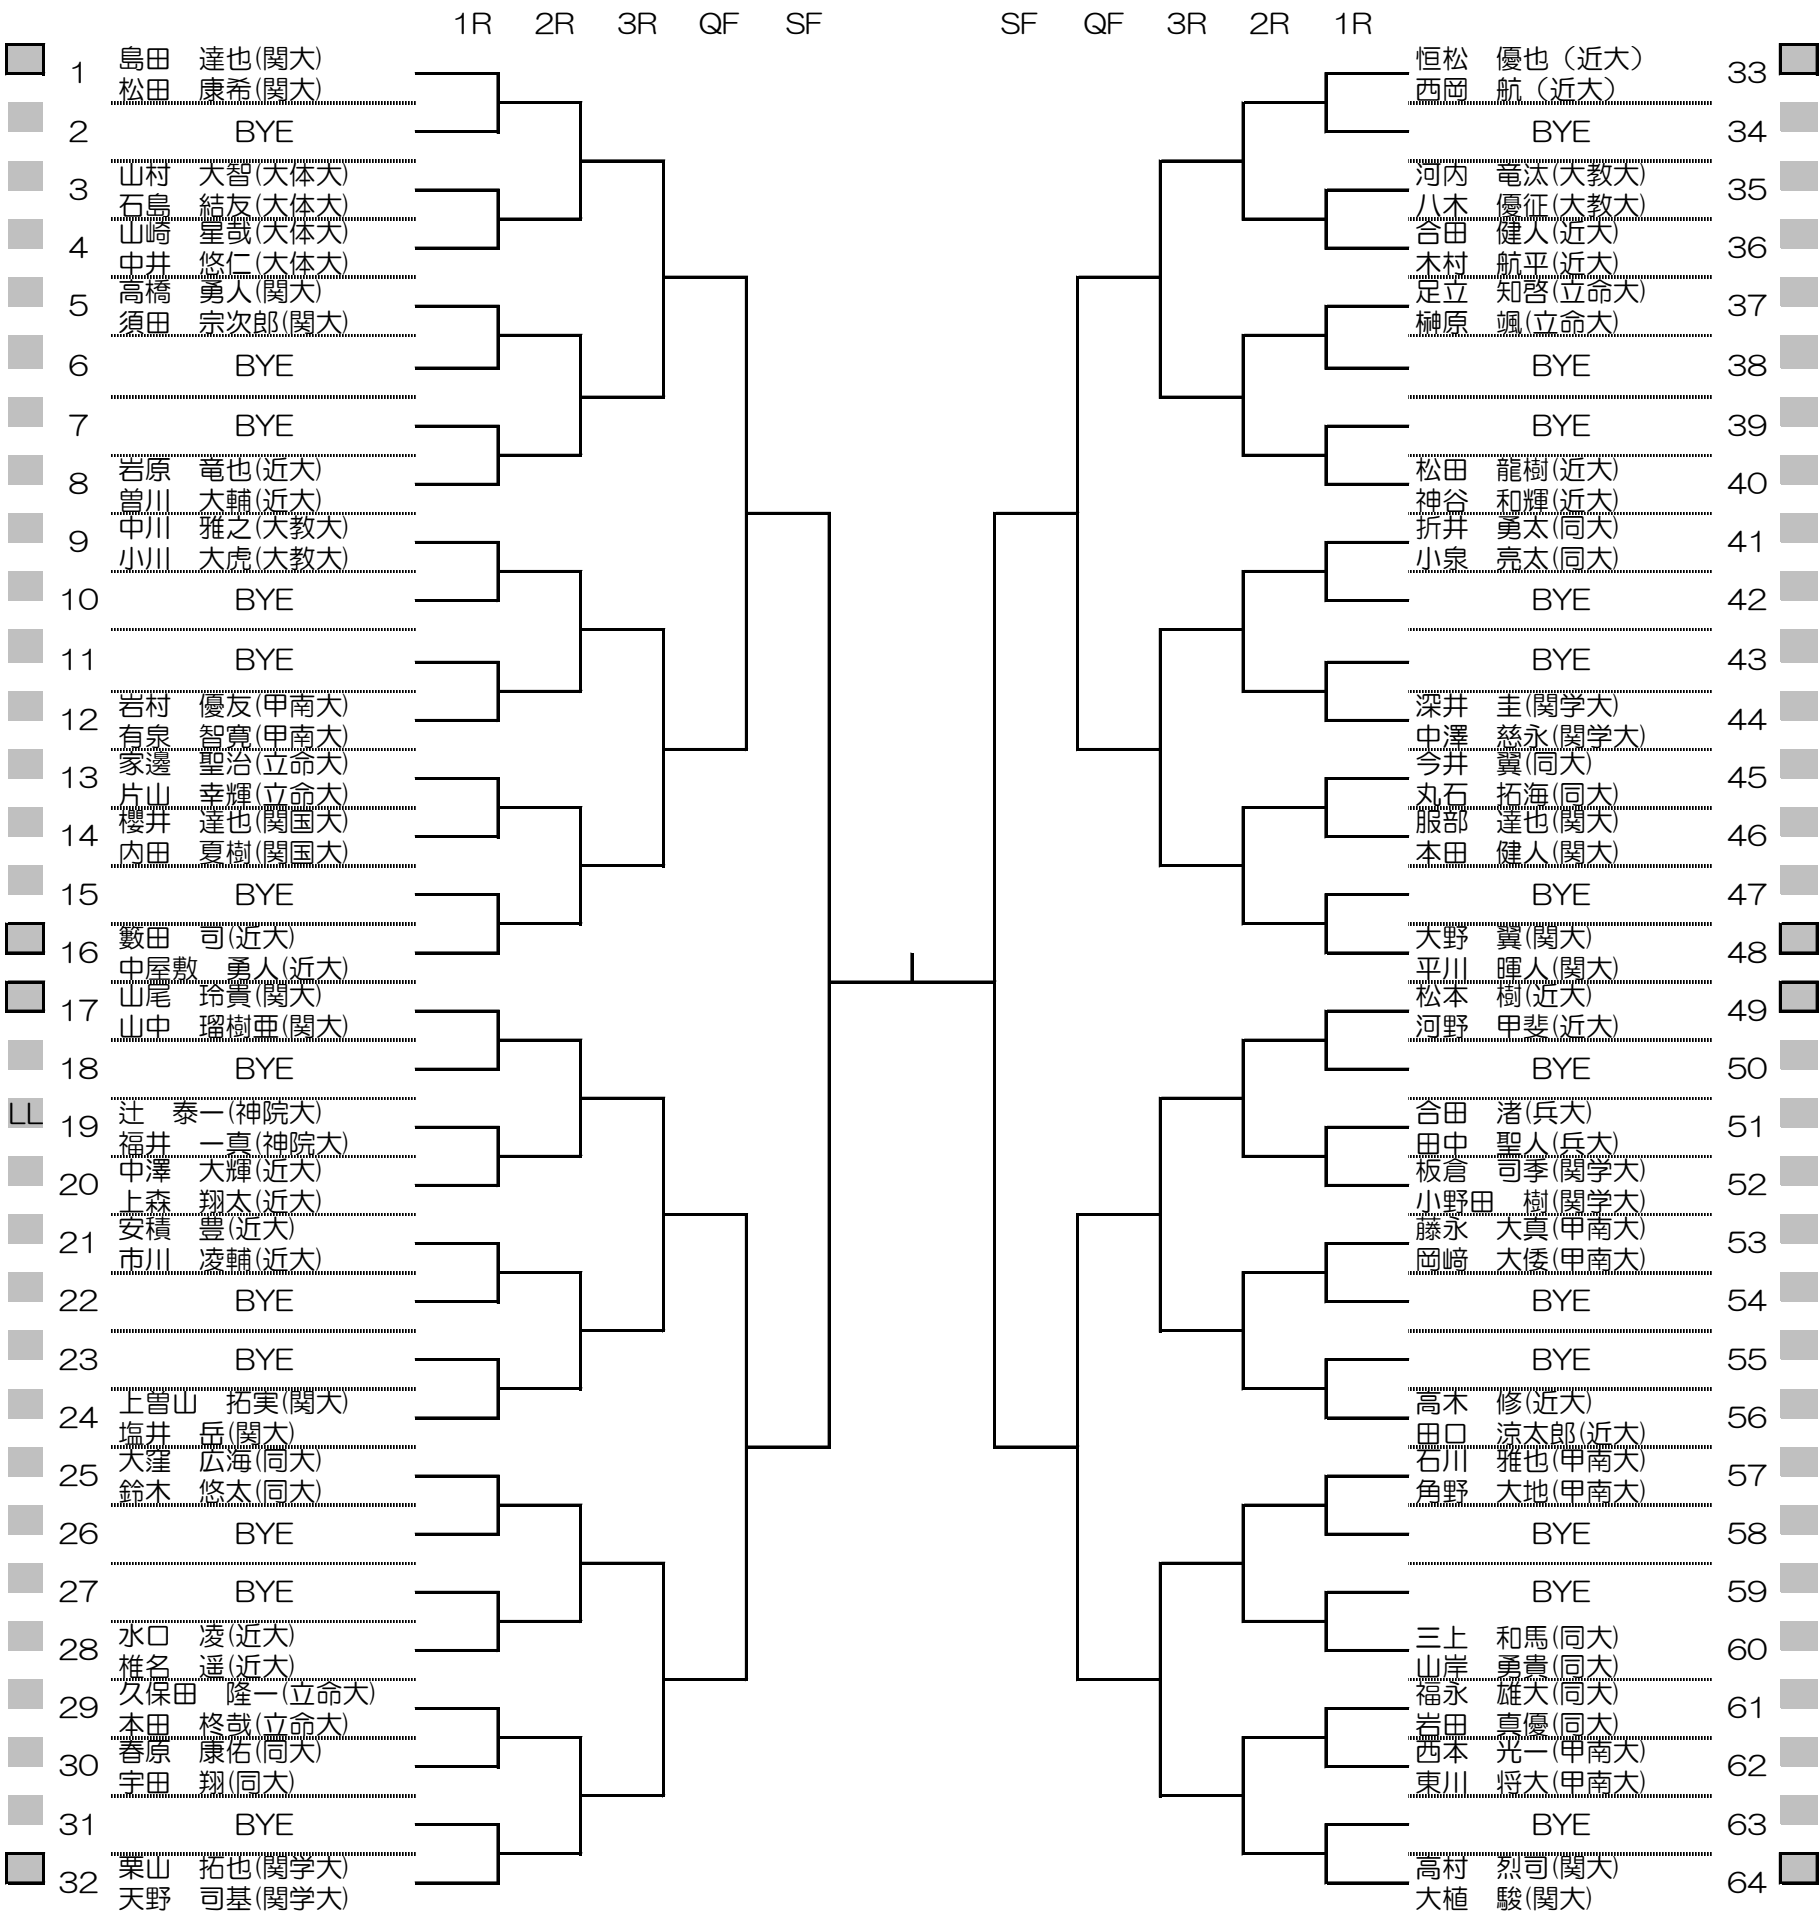 1R 2R 3R QF SF SF QF 3R 2R 1R
1 島田 達也(関大)
松田 康希(関大)
2 BYE
3 山村 大智(大体大)
石島 結友(大体大)
4 山崎 星哉(大体大)
中井 悠仁(大体大)
5 高橋 勇人(関大)
須田 宗次郎(関大)
6 BYE
7 BYE
8 岩原 竜也(近大)
曽川 大輔(近大)
9 中川 雅之(大教大)
小川 大虎(大教大)
10 BYE
11 BYE
12 岩村 優友(甲南大)
有泉 智寛(甲南大)
13 家邊 聖治(立命大)
片山 幸輝(立命大)
14 櫻井 達也(関国大)
内田 夏樹(関国大)
15 BYE
16 籔田 司(近大)
中屋敷 勇人(近大)
17 山尾 玲貴(関大)
山中 瑠樹亜(関大)
18 BYE
LL 19 辻 泰一(神院大)
福井 一真(神院大)
20 中澤 大輝(近大)
上森 翔太(近大)
21 安積 豊(近大)
市川 凌輔(近大)
22 BYE
23 BYE
24 上曽山 拓実(関大)
塩井 岳(関大)
25 大窪 広海(同大)
鈴木 悠太(同大)
26 BYE
27 BYE
28 水口 凌(近大)
椎名 遥(近大)
29 久保田 隆一(立命大)
本田 柊哉(立命大)
30 春原 康佑(同大)
宇田 翔(同大)
31 BYE
32 栗山 拓也(関学大)
天野 司基(関学大)
恒松 優也（近大） 33
西岡 航（近大）
BYE 34
河内 竜汰(大教大) 35
八木 優征(大教大)
合田 健人(近大) 36
木村 航平(近大)
足立 知啓(立命大) 37
榊原 颯(立命大)
BYE 38
BYE 39
松田 龍樹(近大) 40
神谷 和輝(近大)
折井 勇太(同大) 41
小泉 亮太(同大)
BYE 42
BYE 43
深井 圭(関学大) 44
中澤 慈永(関学大)
今井 翼(同大) 45
丸石 拓海(同大)
服部 達也(関大) 46
本田 健人(関大)
BYE 47
大野 翼(関大) 48
平川 暉人(関大)
松本 樹(近大) 49
河野 甲斐(近大)
BYE 50
合田 渚(兵大) 51
田中 聖人(兵大)
板倉 司季(関学大) 52
小野田 樹(関学大)
藤永 大真(甲南大) 53
岡﨑 大倭(甲南大)
BYE 54
BYE 55
高木 修(近大) 56
田口 涼太郎(近大)
石川 雅也(甲南大) 57
角野 大地(甲南大)
BYE 58
BYE 59
三上 和馬(同大) 60
山岸 勇貴(同大)
福永 雄大(同大) 61
岩田 真優(同大)
西本 光一(甲南大) 62
東川 将大(甲南大)
BYE 63
高村 烈司(関大) 64
大植 駿(関大)